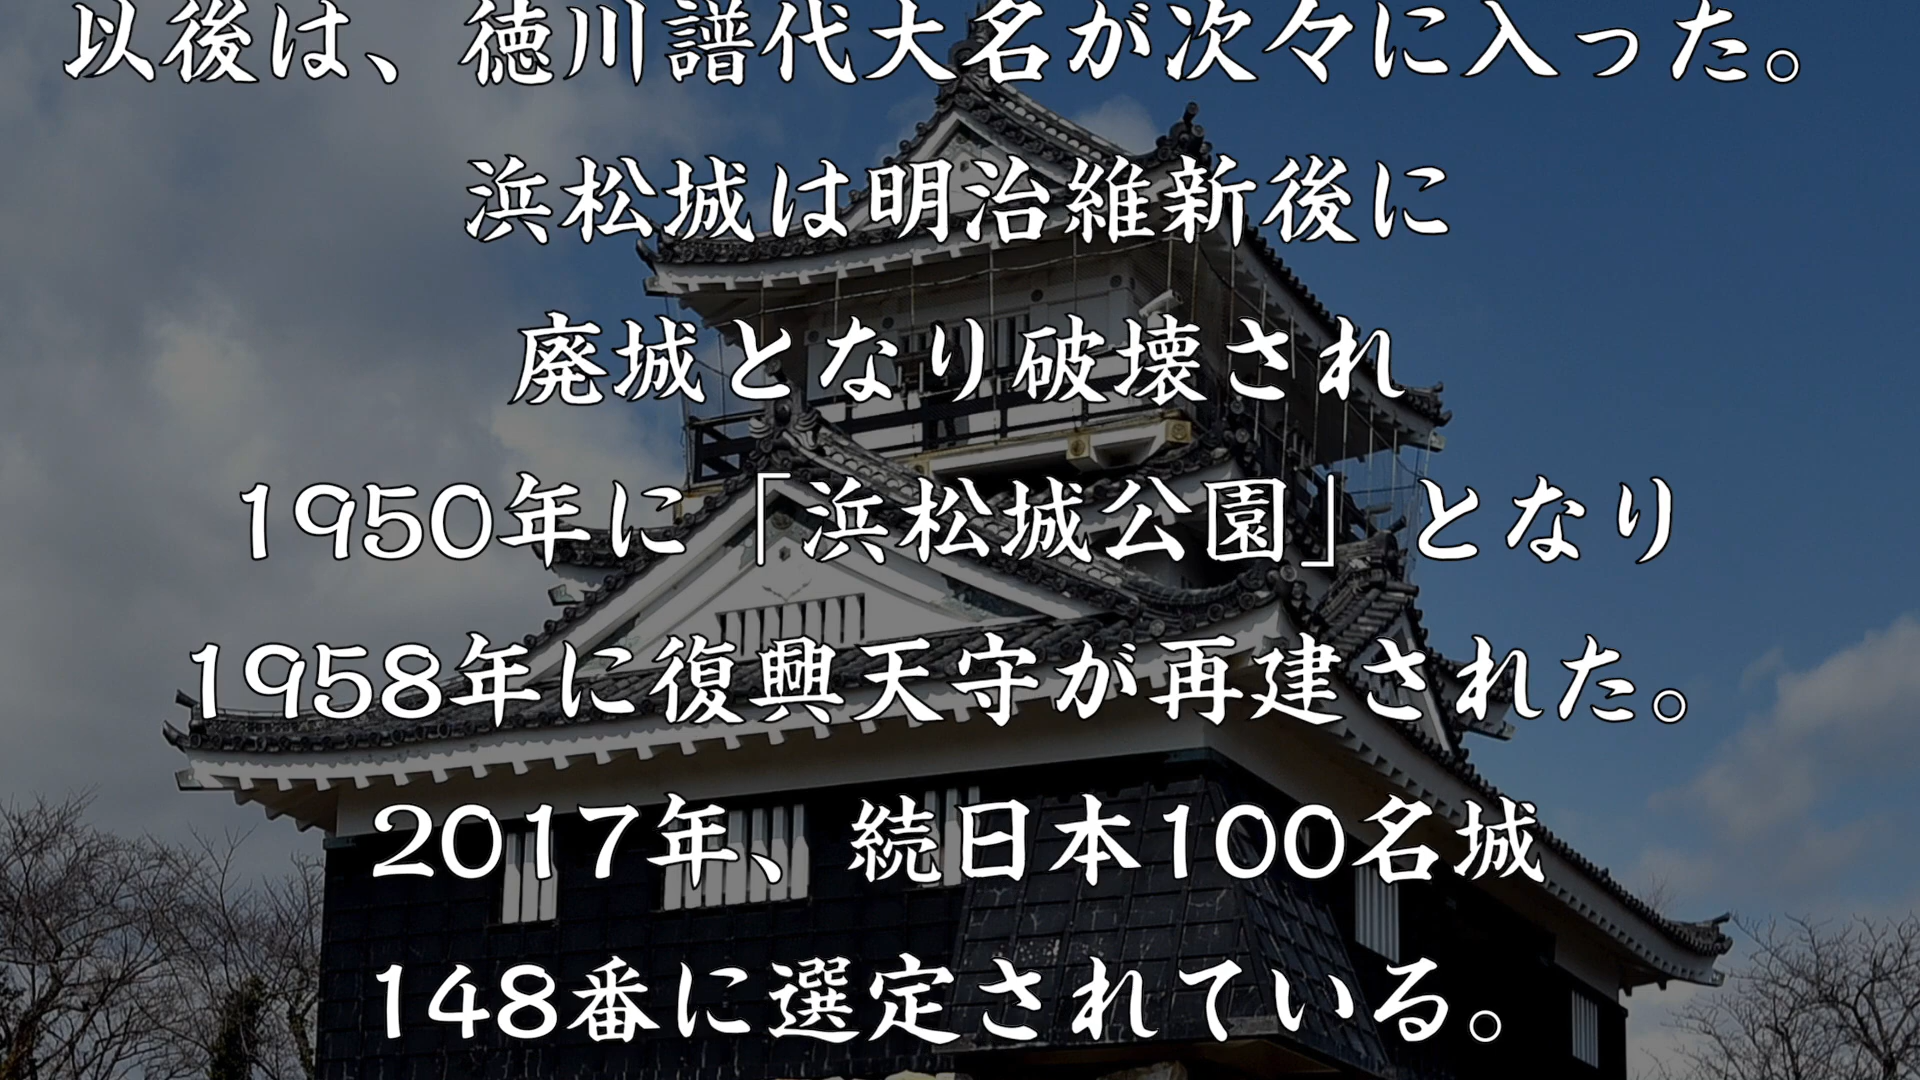 以後は、徳川譜代大名が次々に入った。
浜松城は明治維新後に
廃城となり破壊され
1950年に「浜松城公園」となり
1958年に復興天守が再建された。
2017年、続日本100名城
148番に選定されている。